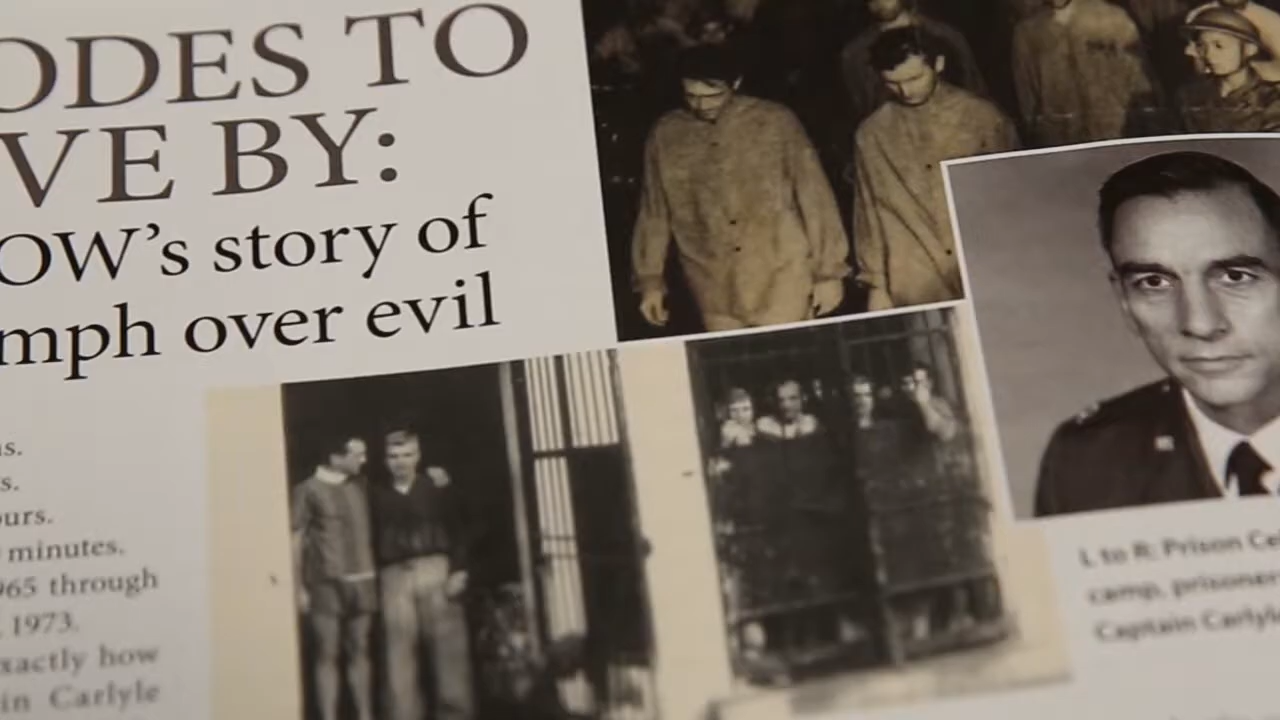 ODES TO
VE BY:
OW's story of
mph over evil
s.
s.
ours.
minutes.
965 through
1973.
xactly how
in Carlyle
L to R: Prison Ce
camp, prisoner
Captain Carlyle